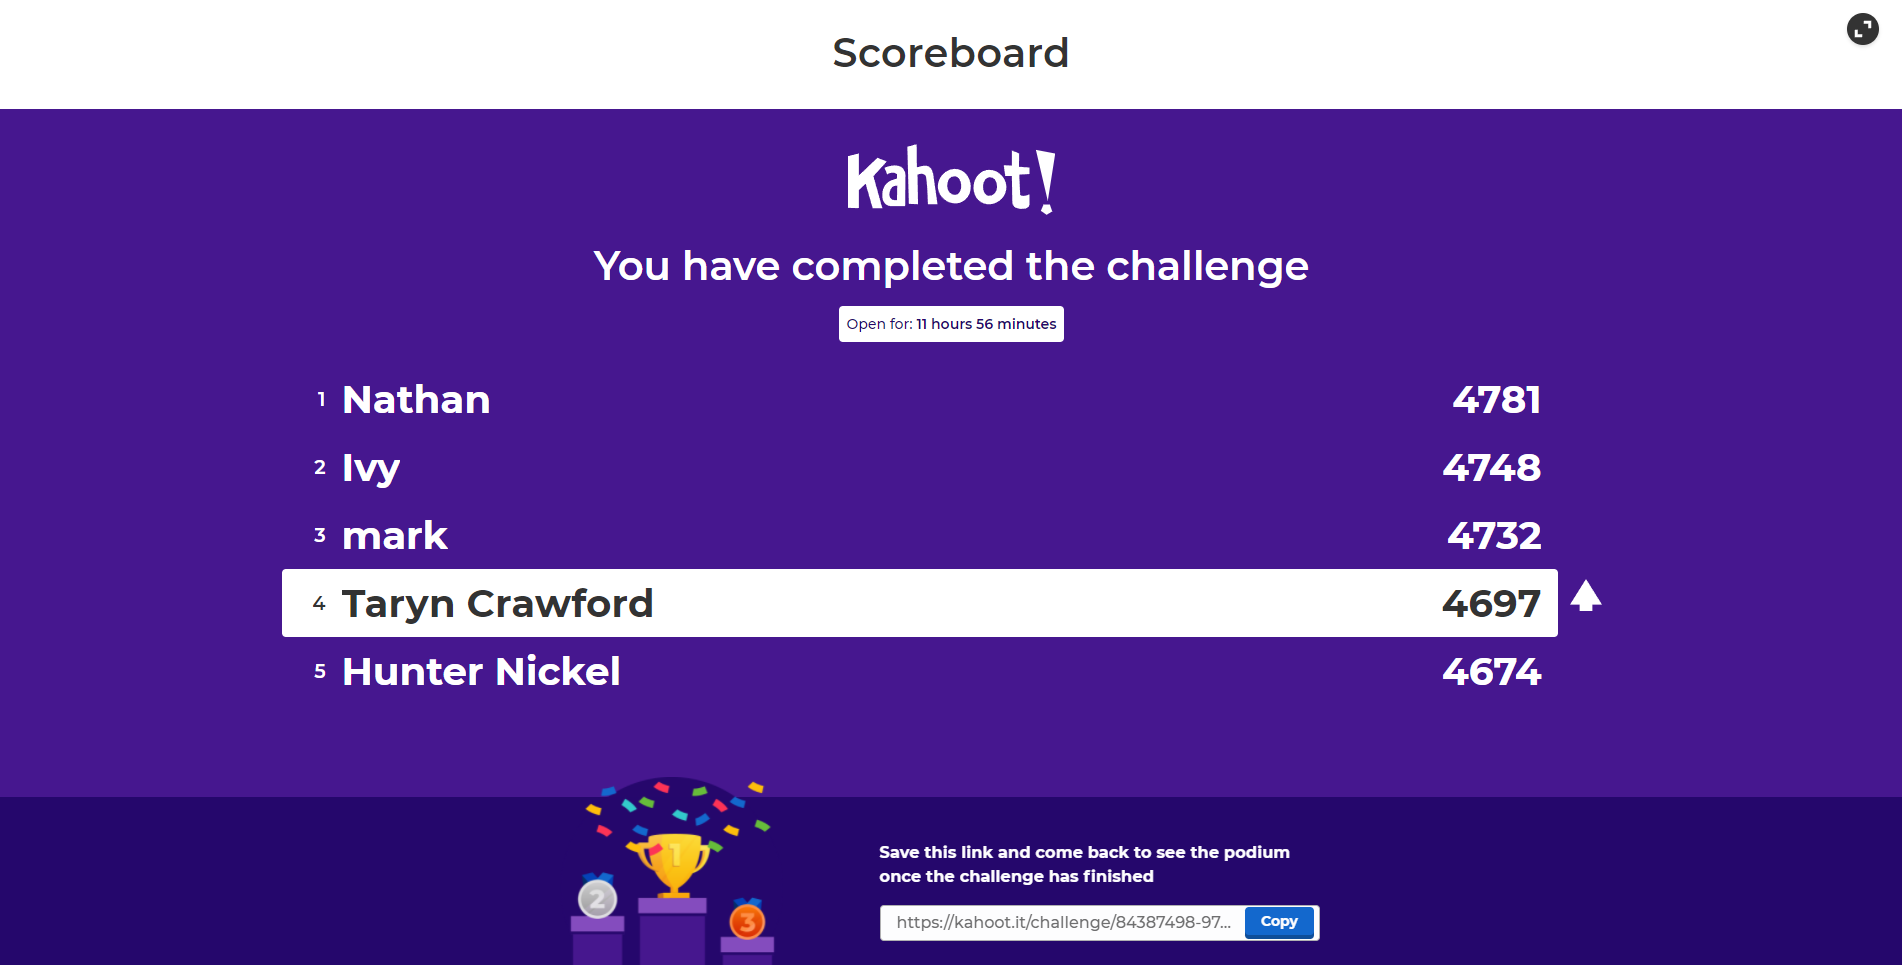 Scoreboard
Kahoot!
You have completed the challenge
Open for: 11 hours 56 minutes
1 Nathan 4781
2 Ivy 4748
3 mark 4732
4 Taryn Crawford 4697
5 Hunter Nickel 4674
1
2
3
Save this link and come back to see the podium
once the challenge has finished
https://kahoot.it/challenge/84387498-97... Copy